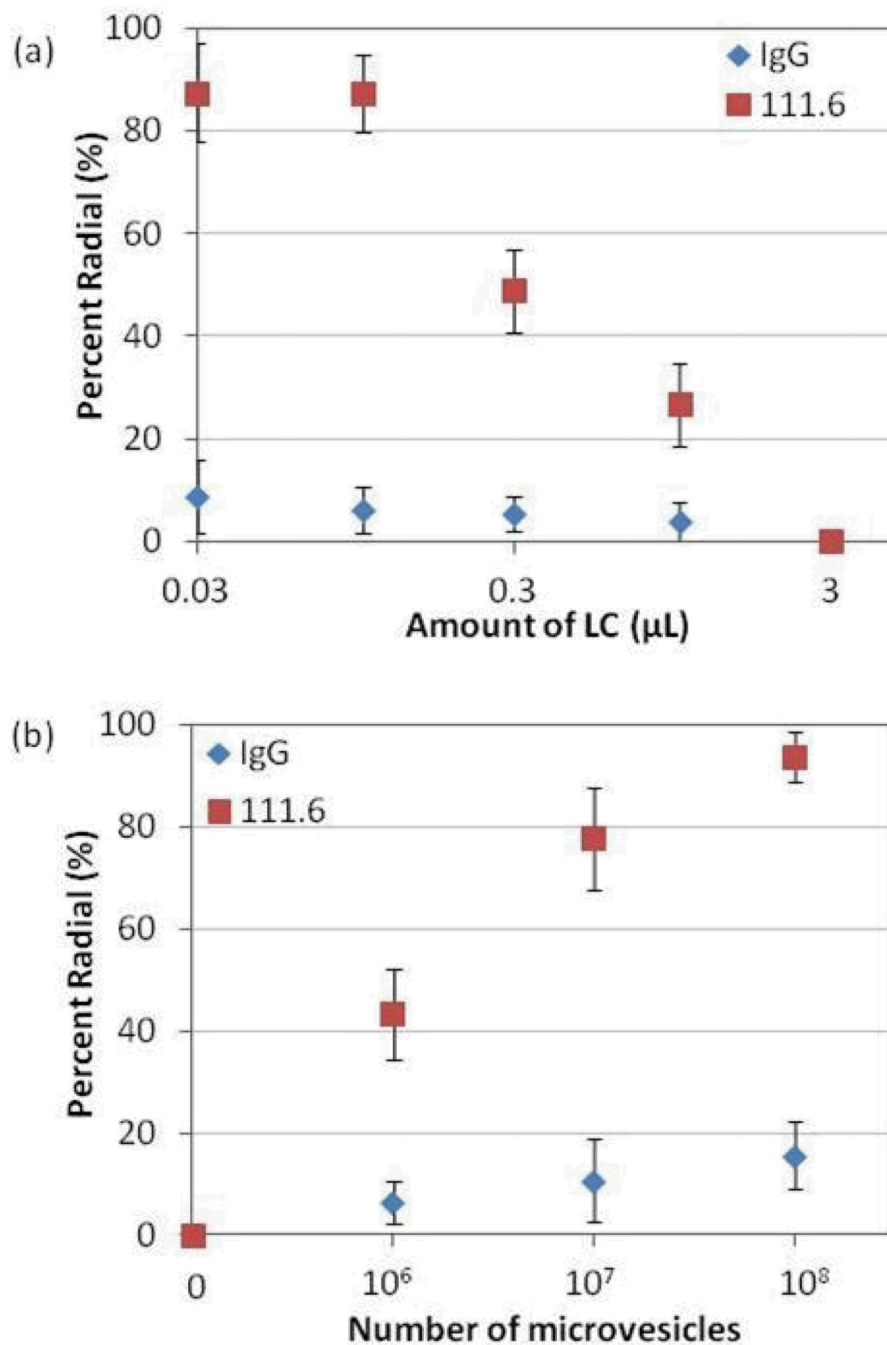 (a)
Percent Radial (%)
100
80
60
40
20
0
IgG
111.6
0.03
0.3
3
Amount of LC (µL)
(b)
Percent Radial (%)
100
80
60
40
20
0
IgG
111.6
0
10⁶
10⁷
10⁸
Number of microvesicles